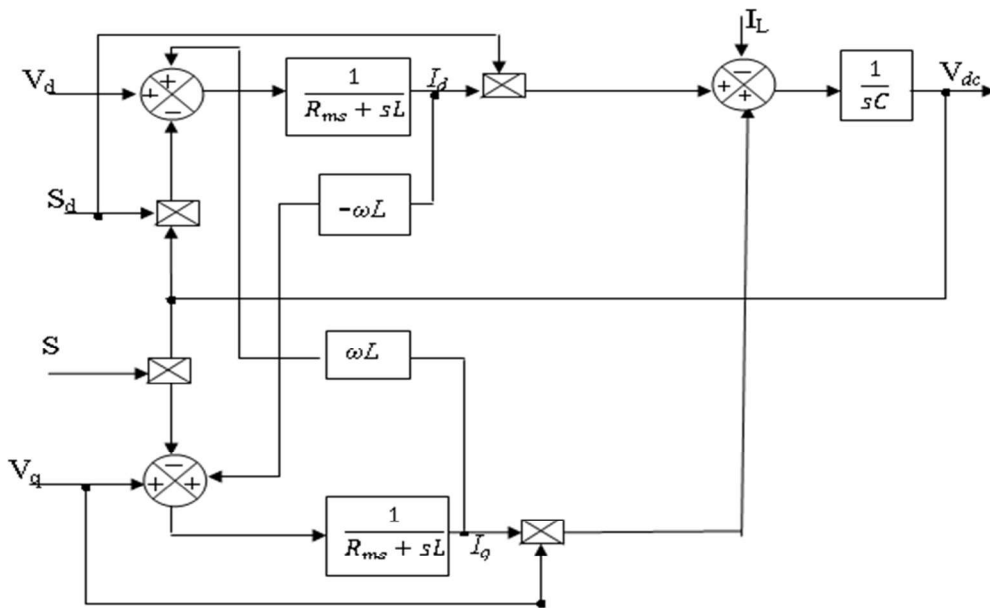 I_L
V_d
+
+
−
1
R_ms + sL
I_d
−
+
+
1
sC
V_dc
S_d
-ωL
S
ωL
V_q
−
+
+
1
R_ms + sL
I_q